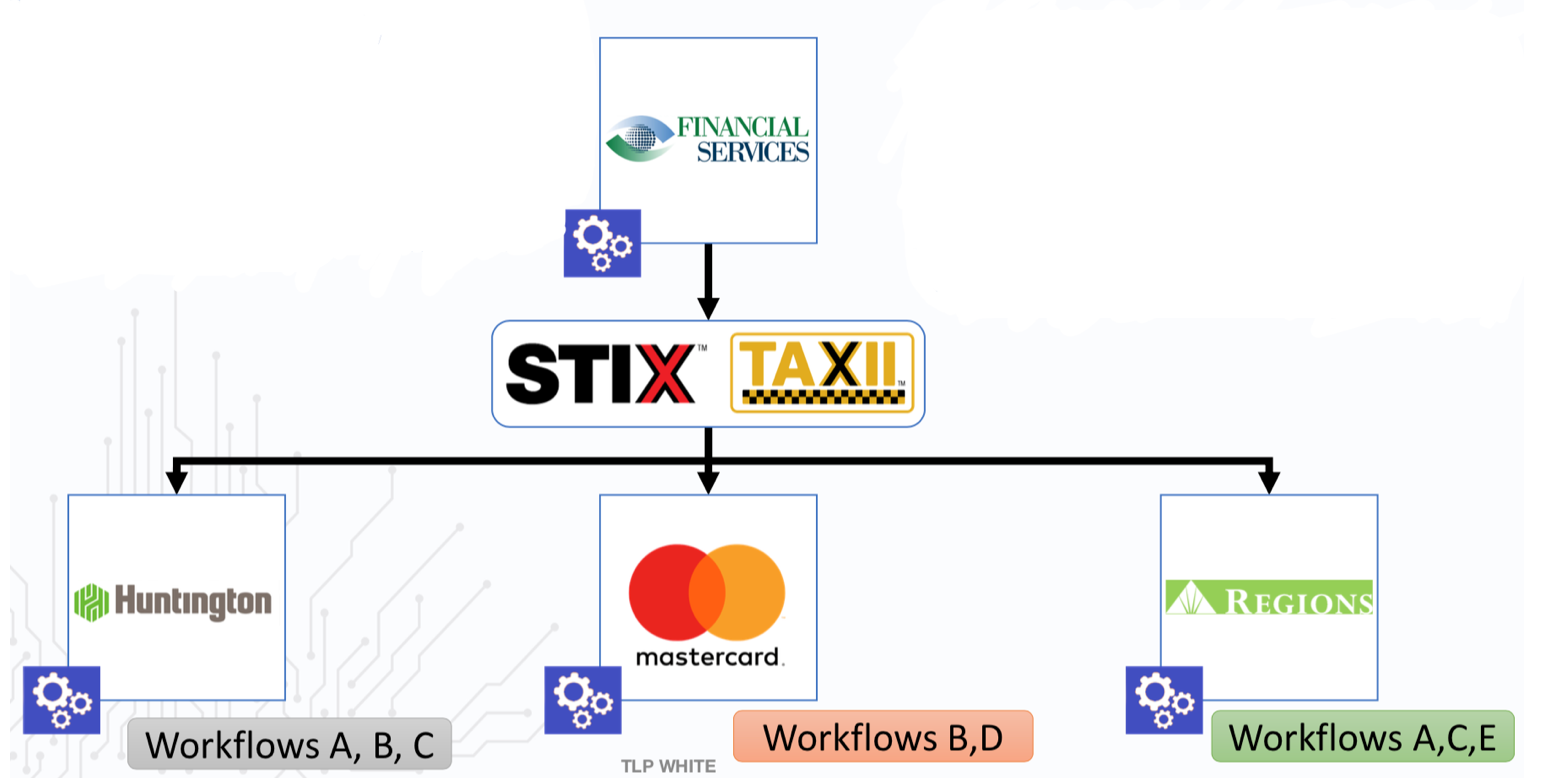 FINANCIAL
SERVICES
STIX™ TAXII™
Huntington
mastercard.
REGIONS
Workflows A, B, C
Workflows B,D
Workflows A,C,E
TLP WHITE